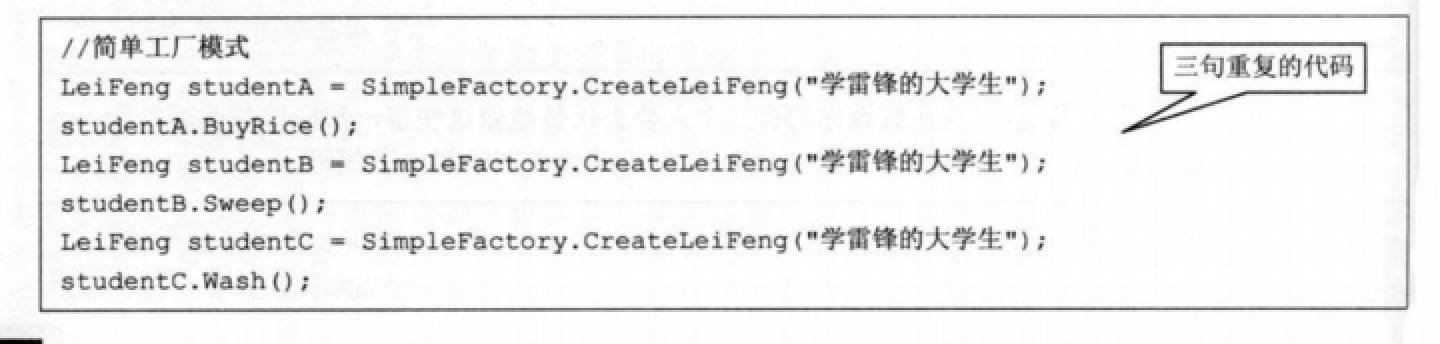 //简单工厂模式
三句重复的代码
LeiFeng studentA = SimpleFactory.CreateLeiFeng("学雷锋的大学生");
studentA.BuyRice();
LeiFeng studentB = SimpleFactory.CreateLeiFeng("学雷锋的大学生");
studentB.Sweep();
LeiFeng studentC = SimpleFactory.CreateLeiFeng("学雷锋的大学生");
studentC.Wash();